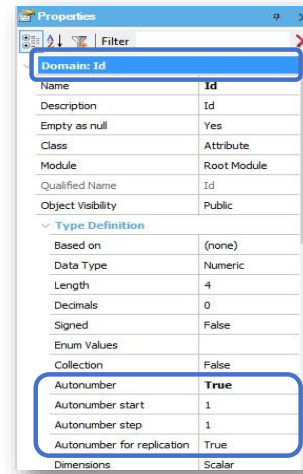 Properties
Filter
Domain: Id
Name Id
Description Id
Empty as null Yes
Class Attribute
Module Root Module
Qualified Name Id
Object Visibility Public
Type Definition
Based on (none)
Data Type Numeric
Length 4
Decimals 0
Signed False
Enum Values
Collection False
Autonumber True
Autonumber start 1
Autonumber step 1
Autonumber for replication True
Dimensions Scalar